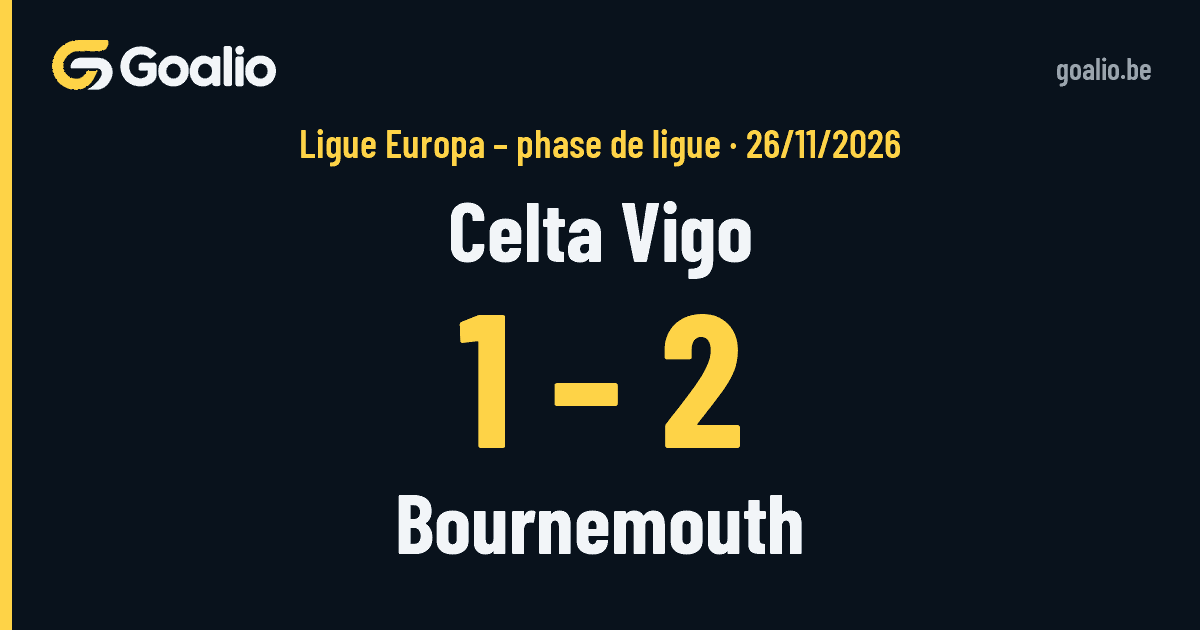 Goalio
goalio.be
Ligue Europa – phase de ligue · 26/11/2026
Celta Vigo
1 – 2
Bournemouth